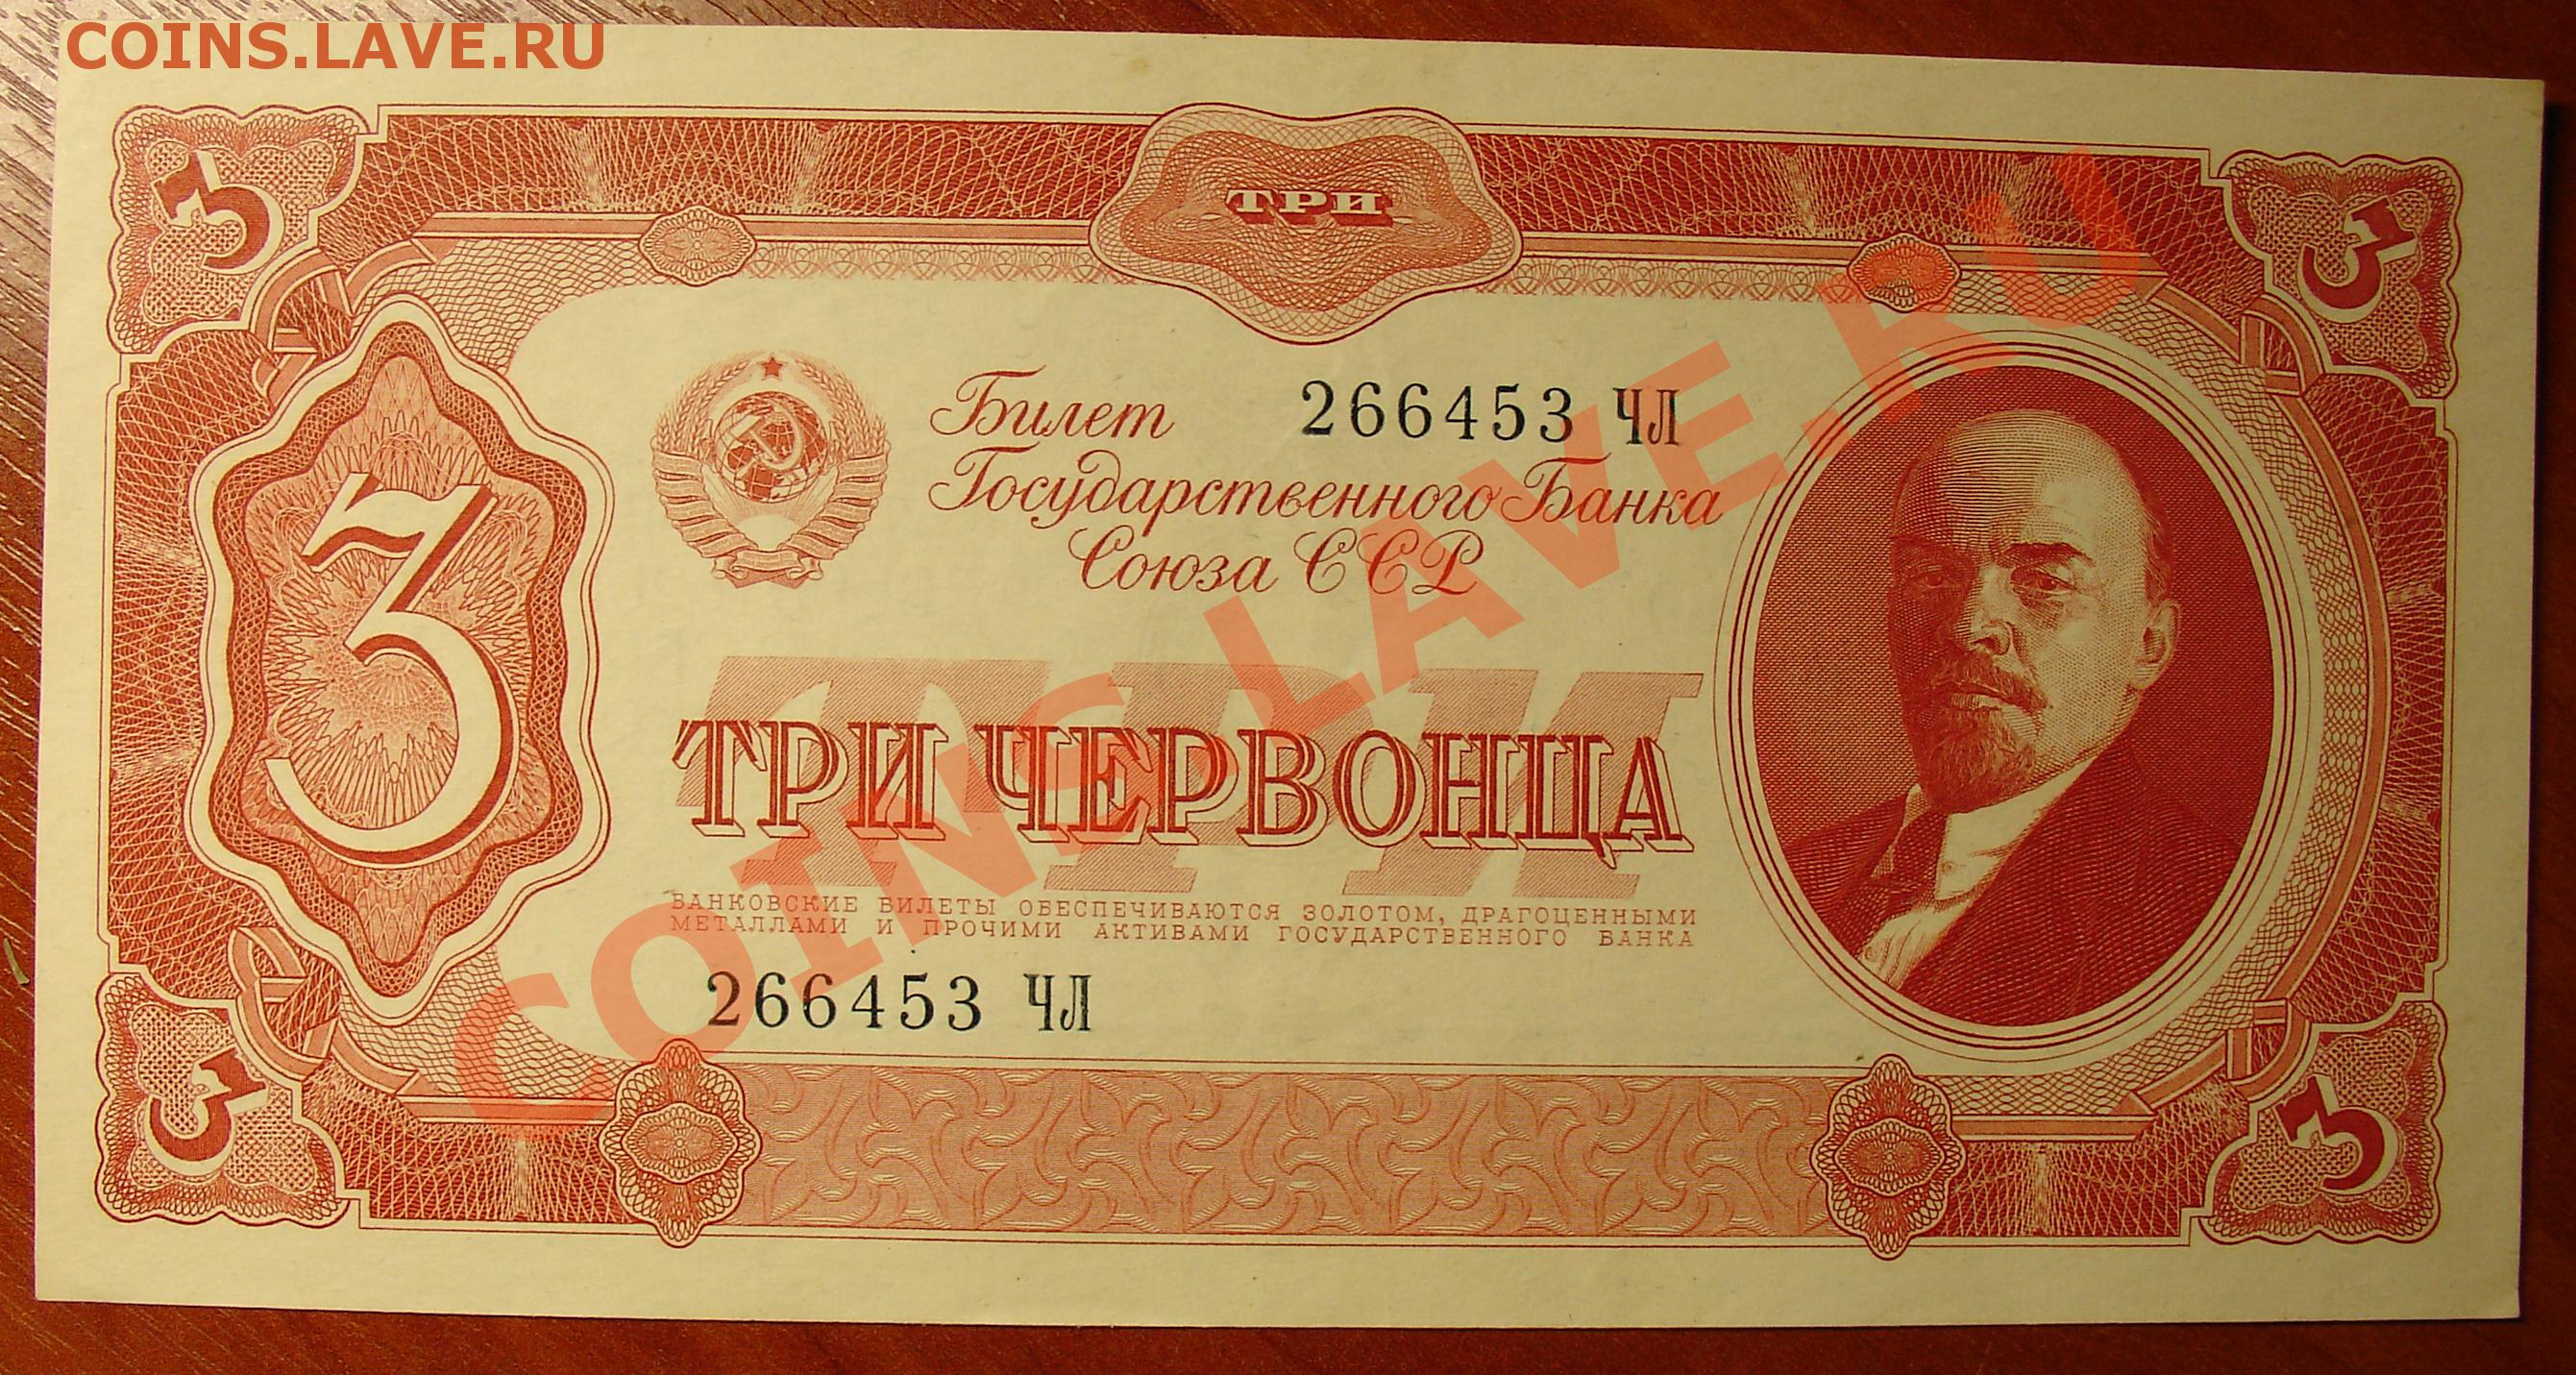 COINS.LAVE.RU
3
ТРИ
3
3
Билет 266453 ЧЛ
Государственного Банка
Союза ССР
ТРИ
ТРИ ЧЕРВОНЦА
БАНКОВСКИЕ БИЛЕТЫ ОБЕСПЕЧИВАЮТСЯ ЗОЛОТОМ, ДРАГОЦЕННЫМИ
МЕТАЛЛАМИ И ПРОЧИМИ АКТИВАМИ ГОСУДАРСТВЕННОГО БАНКА
266453 ЧЛ
3
3
COINS.LAVE.RU